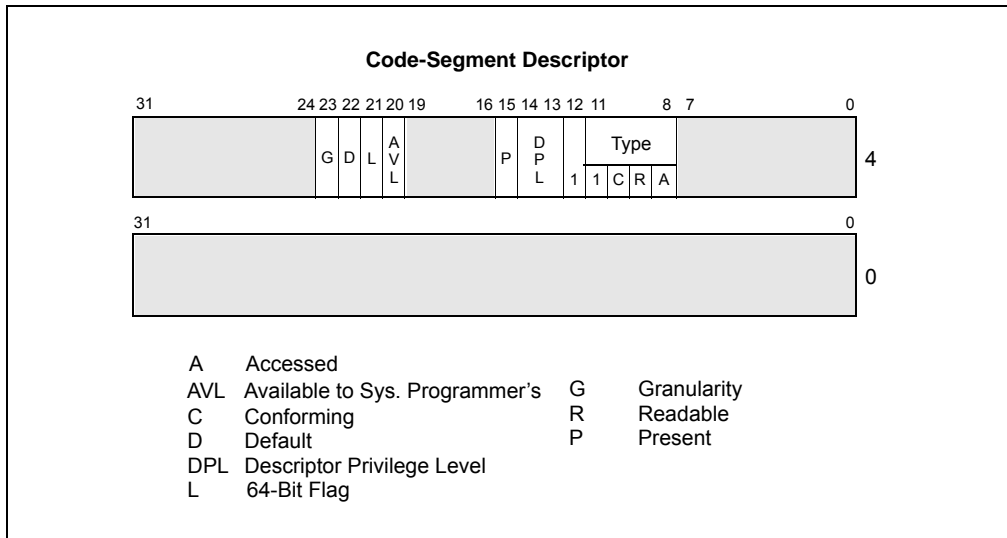 Code-Segment Descriptor
31 24 23 22 21 20 19 16 15 14 13 12 11 8 7 0
G D L AVL P DPL 1 Type 4
1 C R A
31 0
0
A Accessed
AVL Available to Sys. Programmer's G Granularity
C Conforming R Readable
D Default P Present
DPL Descriptor Privilege Level
L 64-Bit Flag